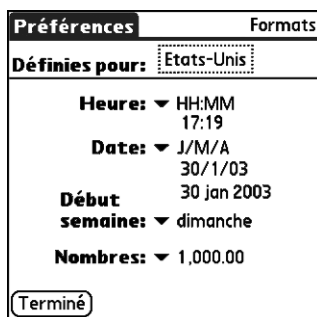 Préférences Formats
Définies pour: Etats-Unis
Heure: HH:MM
17:19
Date: J/M/A
30/1/03
30 jan 2003
Début
semaine: dimanche
Nombres: 1,000.00
Terminé